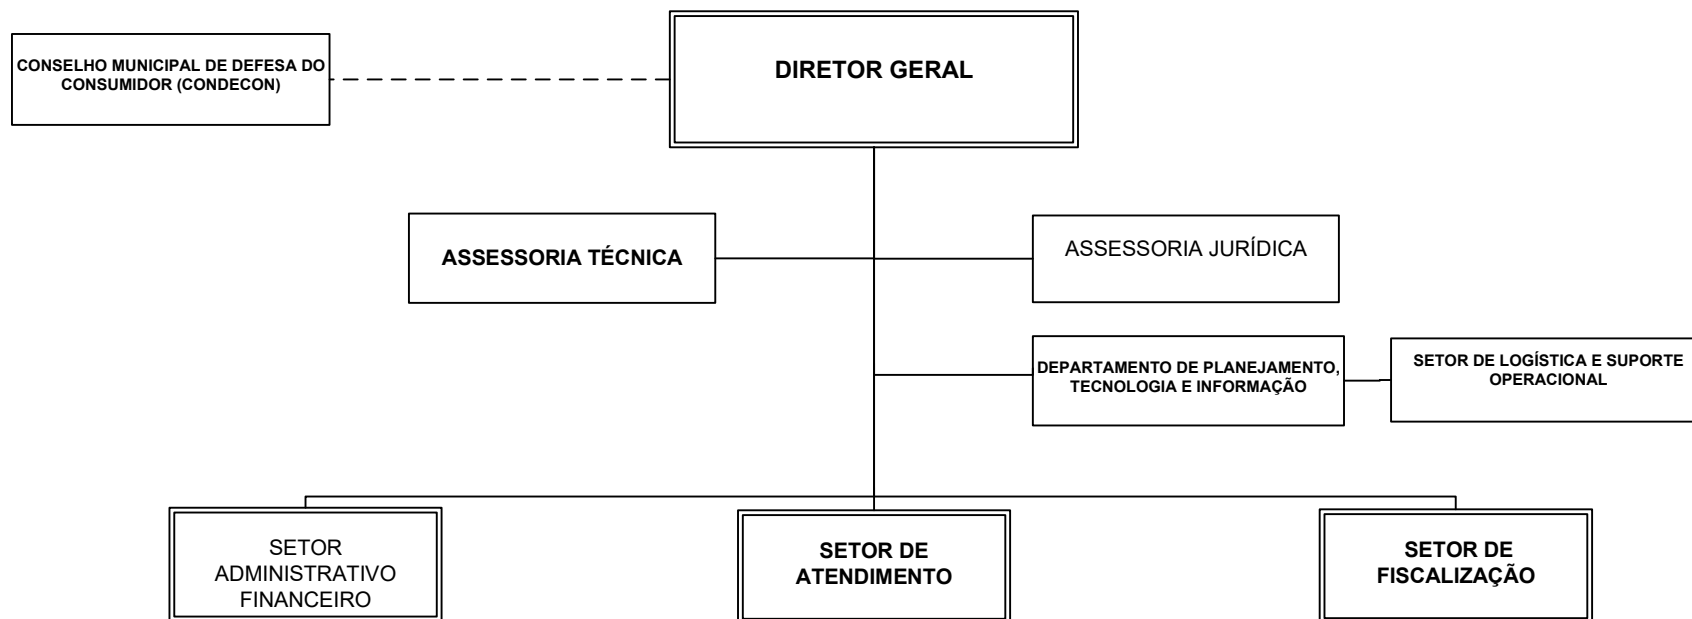 CONSELHO MUNICIPAL DE DEFESA DO
CONSUMIDOR (CONDECON)
DIRETOR GERAL
ASSESSORIA TÉCNICA
ASSESSORIA JURÍDICA
DEPARTAMENTO DE PLANEJAMENTO,
TECNOLOGIA E INFORMAÇÃO
SETOR DE LOGÍSTICA E SUPORTE
OPERACIONAL
SETOR
ADMINISTRATIVO
FINANCEIRO
SETOR DE
ATENDIMENTO
SETOR DE
FISCALIZAÇÃO